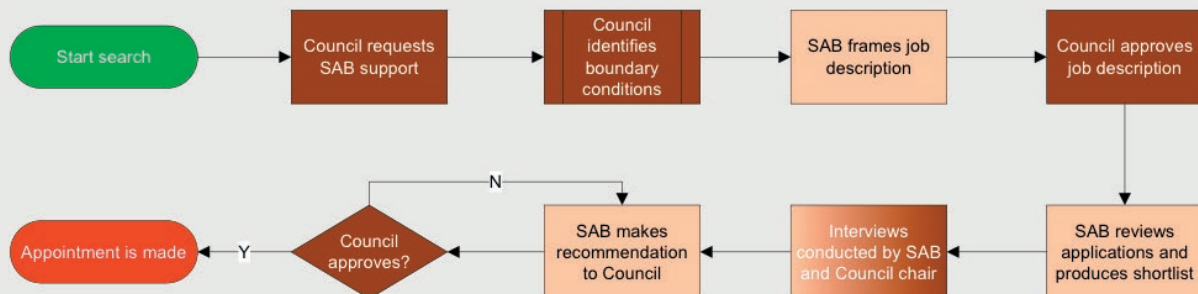 Start search
Council requests
SAB support
Council
identifies
boundary
conditions
SAB frames job
description
Council approves
job description
SAB reviews
applications and
produces shortlist
Interviews
conducted by SAB
and Council chair
SAB makes
recommendation
to Council
N
Council
approves?
Y
Appointment is made